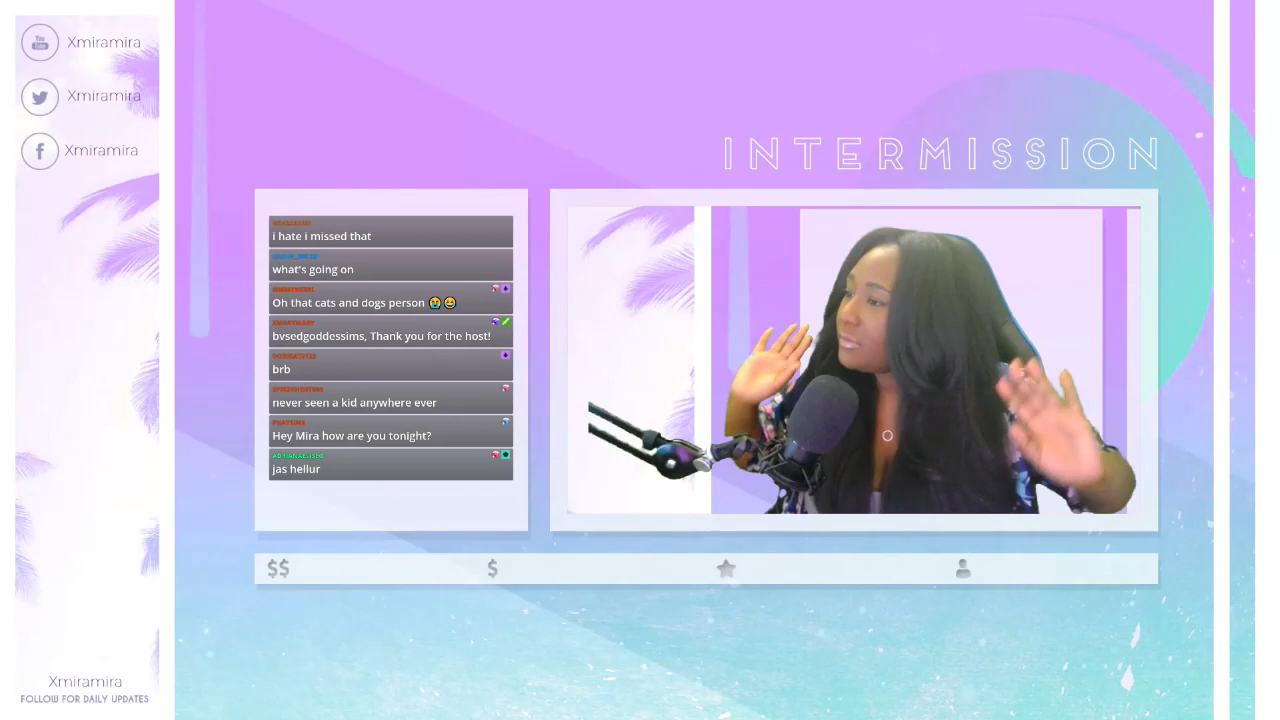 You
Tube
Xmiramira
Xmiramira
f
Xmiramira
INTERMISSION
i hate i missed that
what's going on
Oh that cats and dogs person 😭😄
bvsedgoddessims, Thank you for the host!
brb
never seen a kid anywhere ever
Hey Mira how are you tonight?
jas hellur
$$
$
Xmiramira
FOLLOW FOR DAILY UPDATES